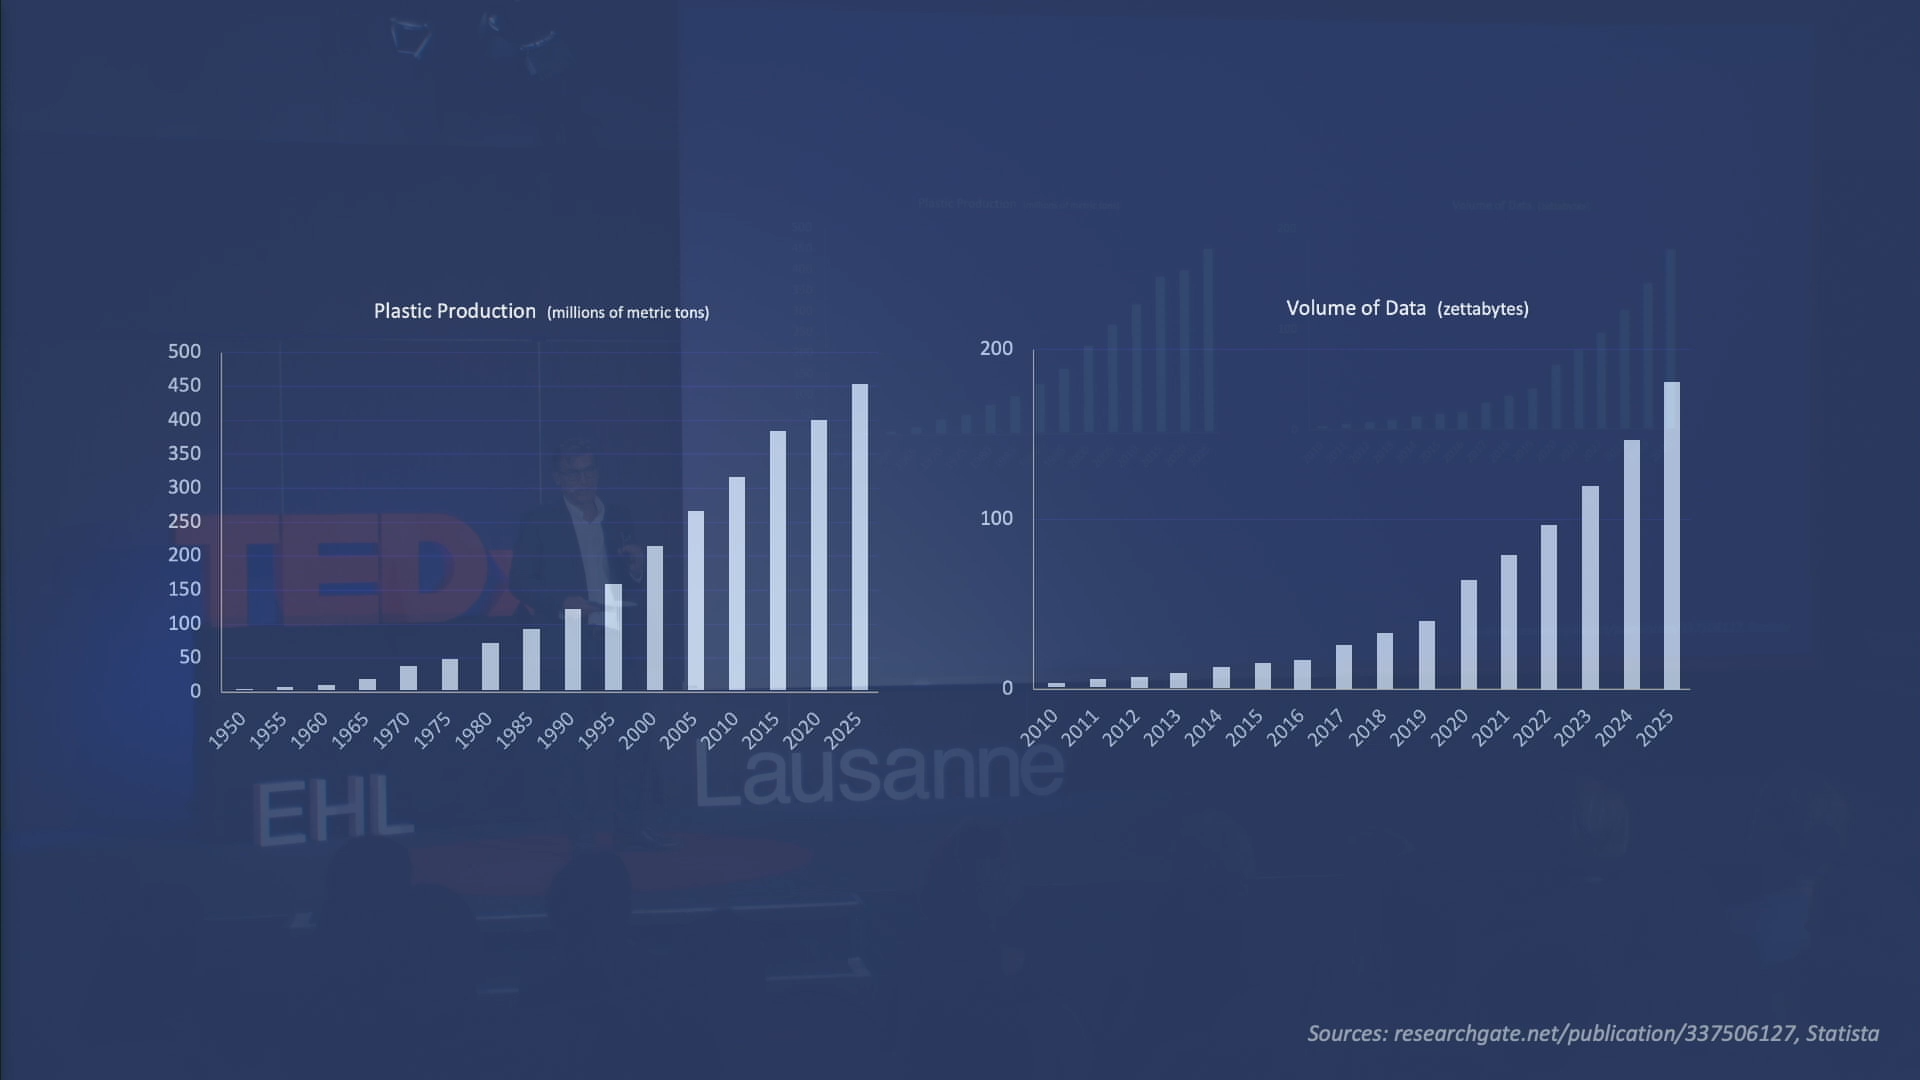 Plastic Production (millions of metric tons)
500
450
400
350
300
250
200
150
100
50
0
1950 1955 1960 1965 1970 1975 1980 1985 1990 1995 2000 2005 2010 2015 2020 2025
Volume of Data (zettabytes)
200
100
0
2010 2011 2012 2013 2014 2015 2016 2017 2018 2019 2020 2021 2022 2023 2024 2025
TEDx
EHL
Lausanne
Sources: researchgate.net/publication/337506127, Statista